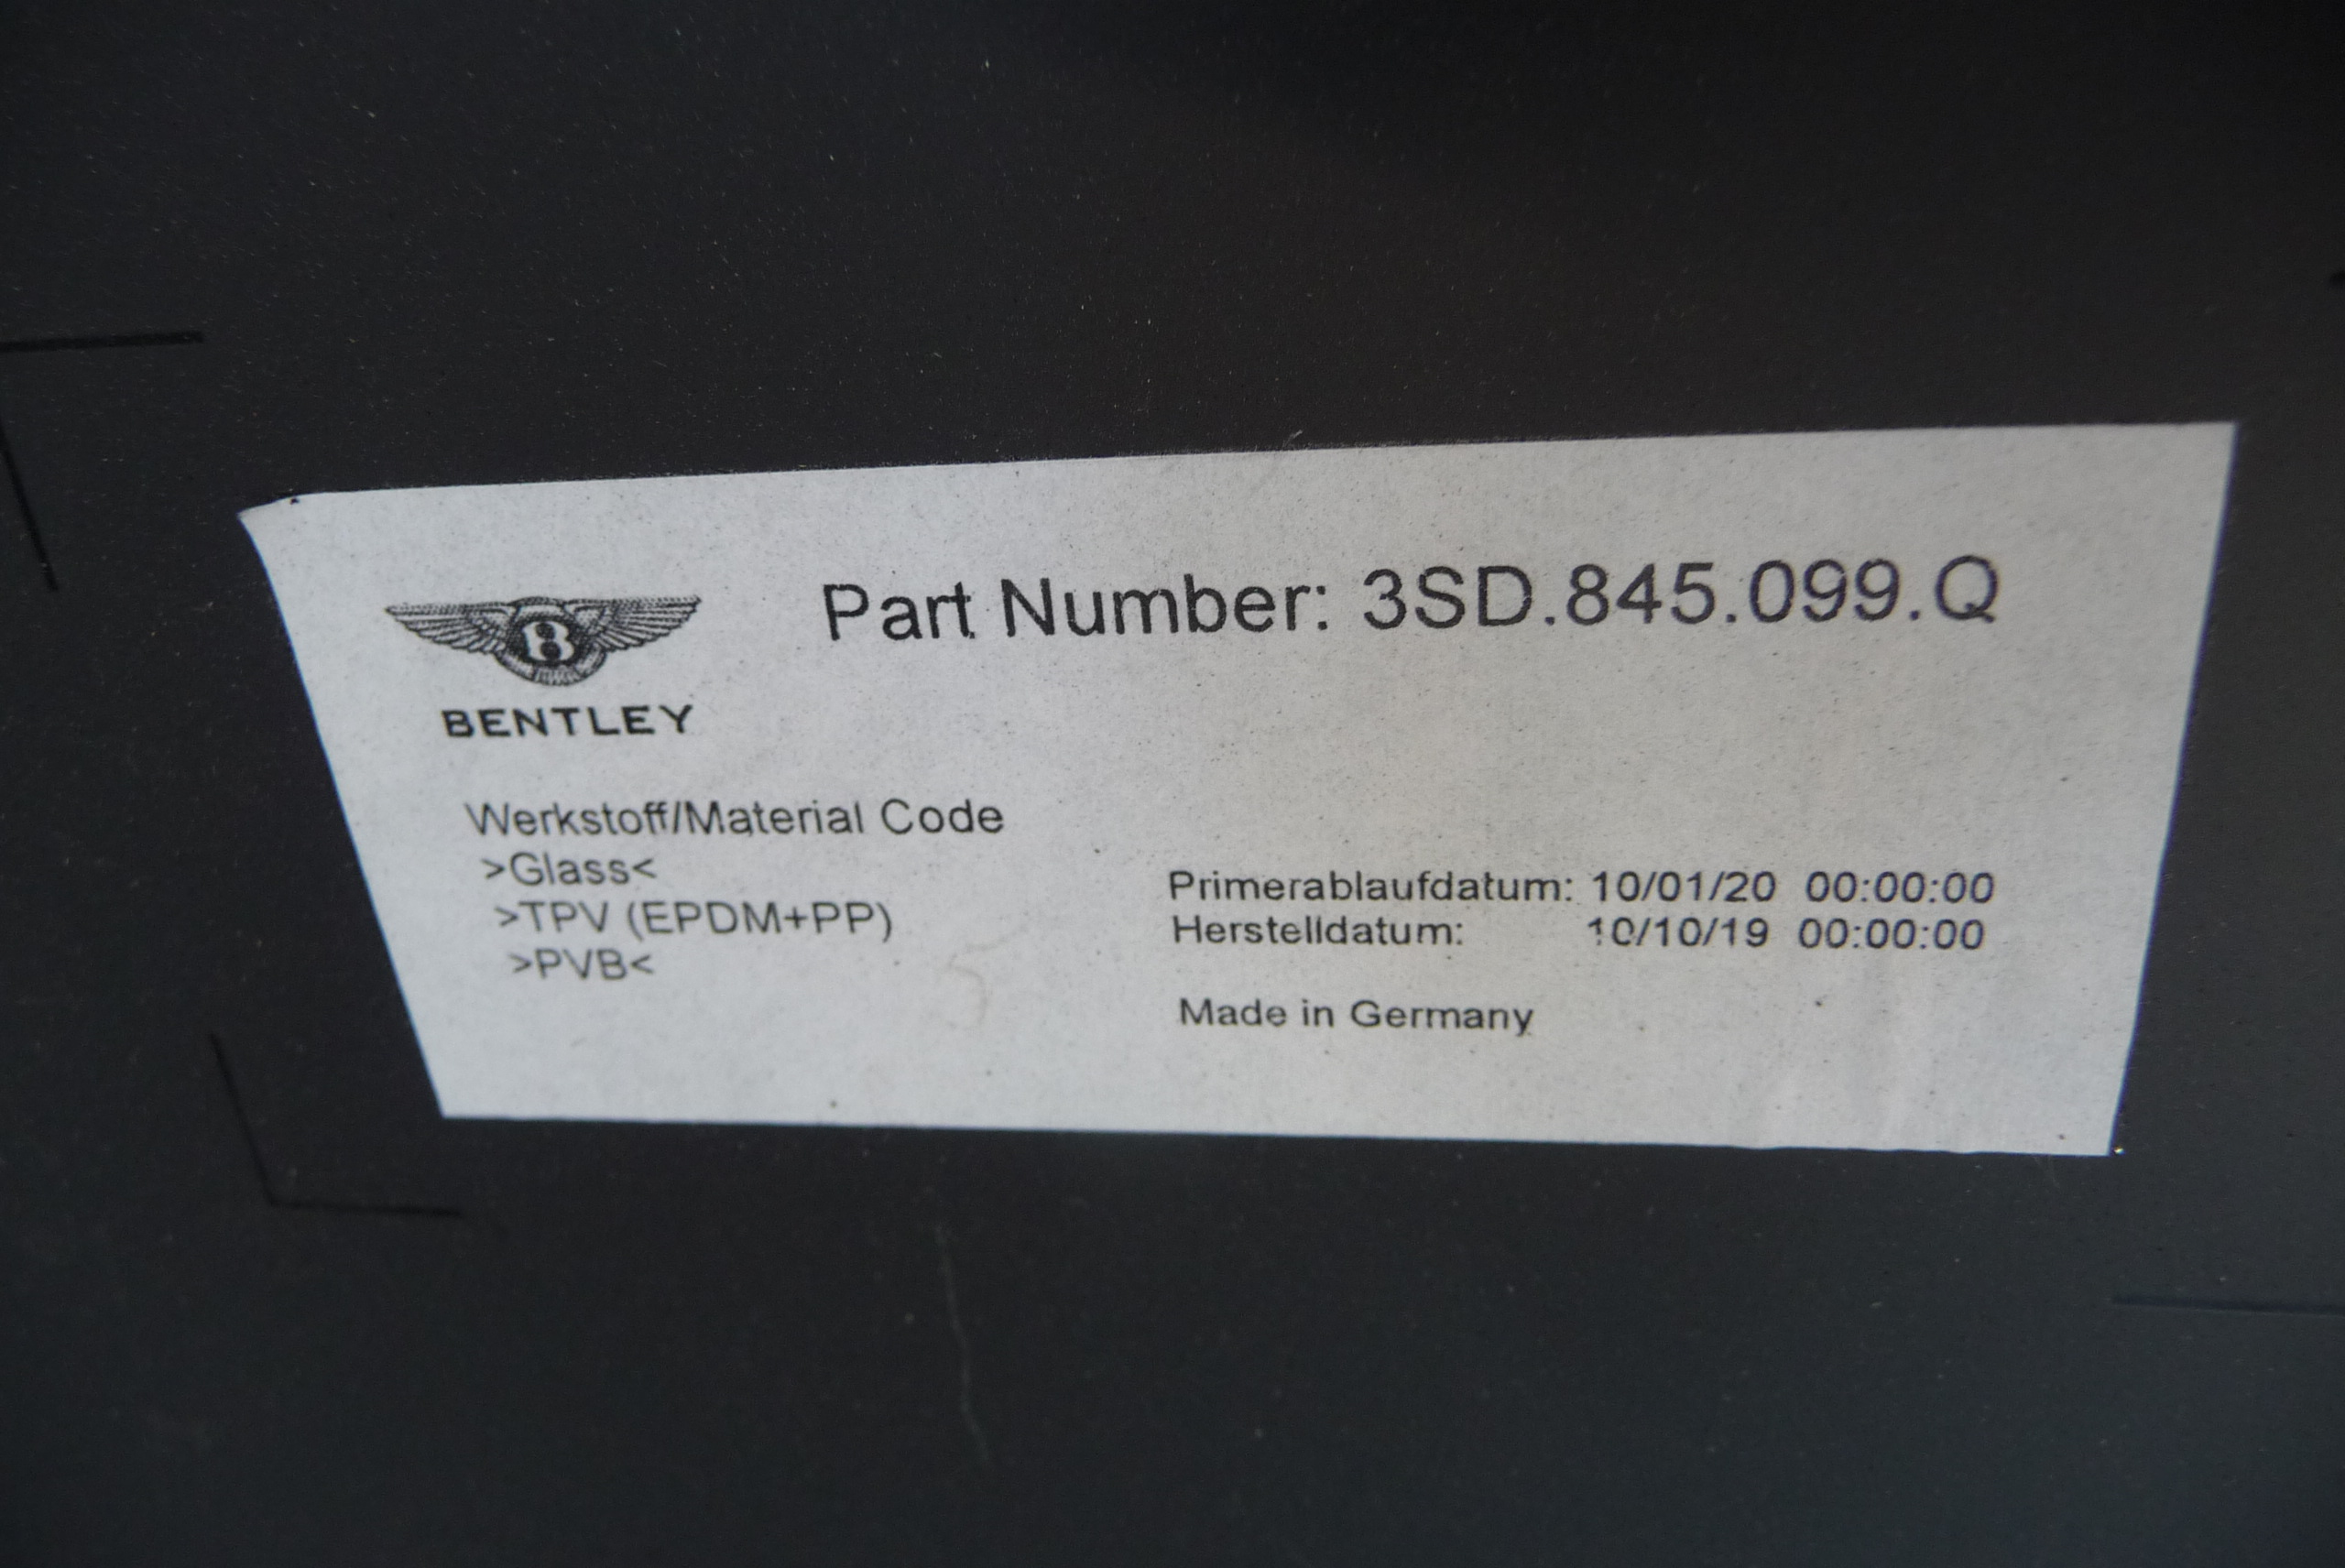 Part Number: 3SD.845.099.Q
B
BENTLEY
Werkstoff/Material Code
>Glass<
>TPV (EPDM+PP)
>PVB<
Primerablaufdatum: 10/01/20 00:00:00
Herstelldatum: 10/10/19 00:00:00
Made in Germany